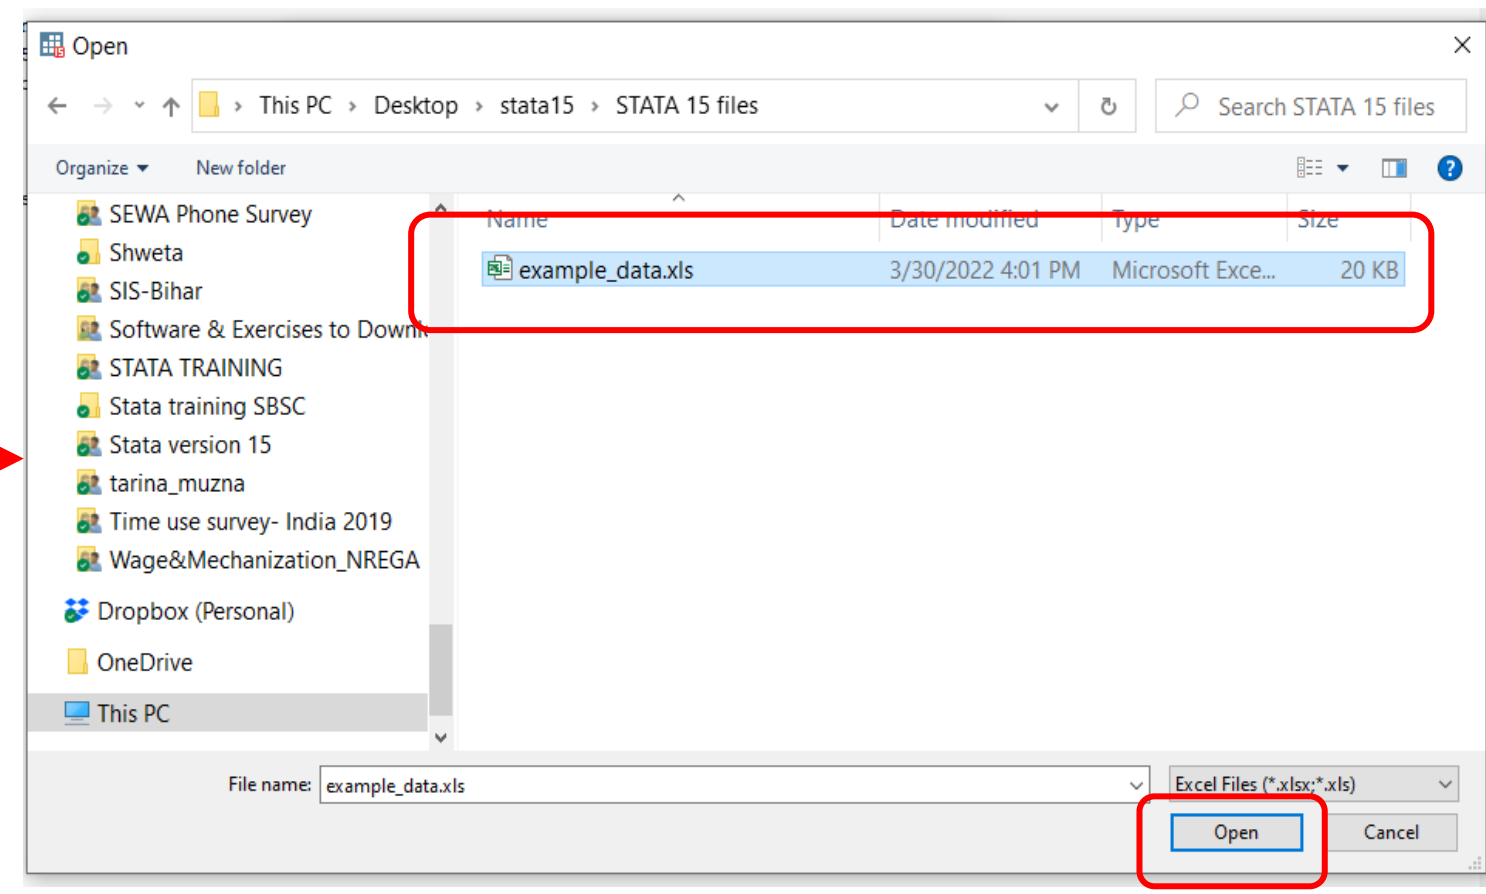 Open
This PC > Desktop > stata15 > STATA 15 files
Search STATA 15 files
Organize
New folder
SEWA Phone Survey
Shweta
SIS-Bihar
Software & Exercises to Downl
STATA TRAINING
Stata training SBSC
Stata version 15
tarina_muzna
Time use survey- India 2019
Wage&Mechanization_NREGA
Dropbox (Personal)
OneDrive
This PC
Name Date modified Type Size
example_data.xls 3/30/2022 4:01 PM Microsoft Exce... 20 KB
File name: example_data.xls Excel Files (*.xlsx;*.xls)
Open Cancel